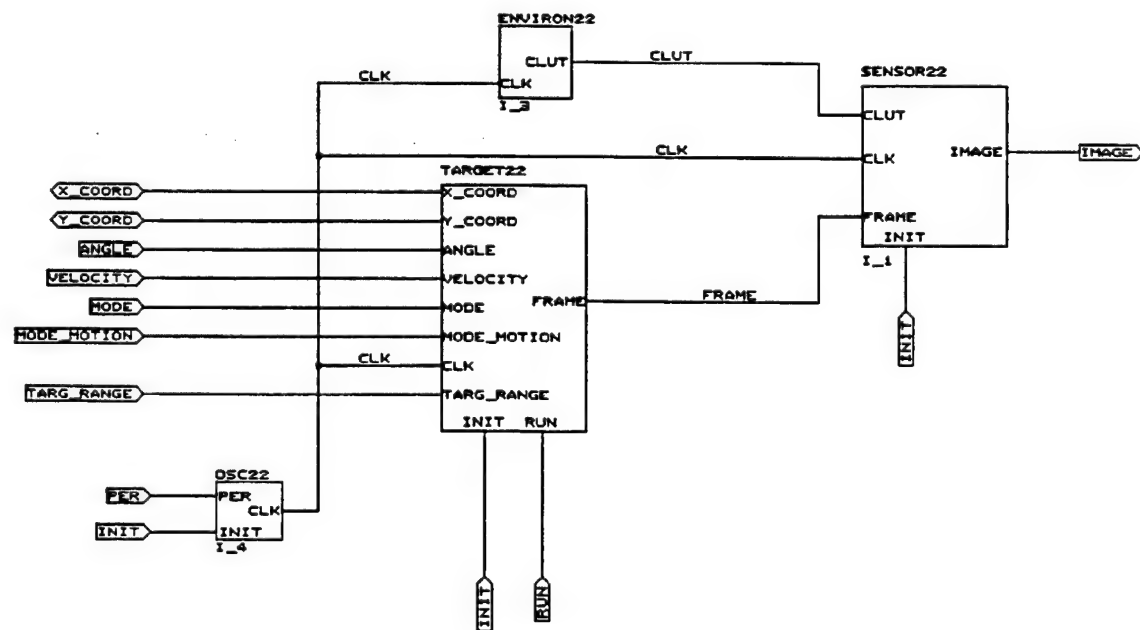 ENVIRON22
CLUT
CLK
I_3
CLK
CLUT
SENSOR22
CLUT
CLK
IMAGE
FRAME
INIT
I_1
IMAGE
CLK
TARGET22
X_COORD
X_COORD
Y_COORD
Y_COORD
ANGLE
ANGLE
VELOCITY
VELOCITY
MODE
MODE
FRAME
FRAME
MODE_MOTION
MODE_MOTION
CLK
CLK
TARG_RANGE
TARG_RANGE
INIT RUN
INIT
OSC22
PER
PER
CLK
INIT
INIT
I_4
INIT
RUN